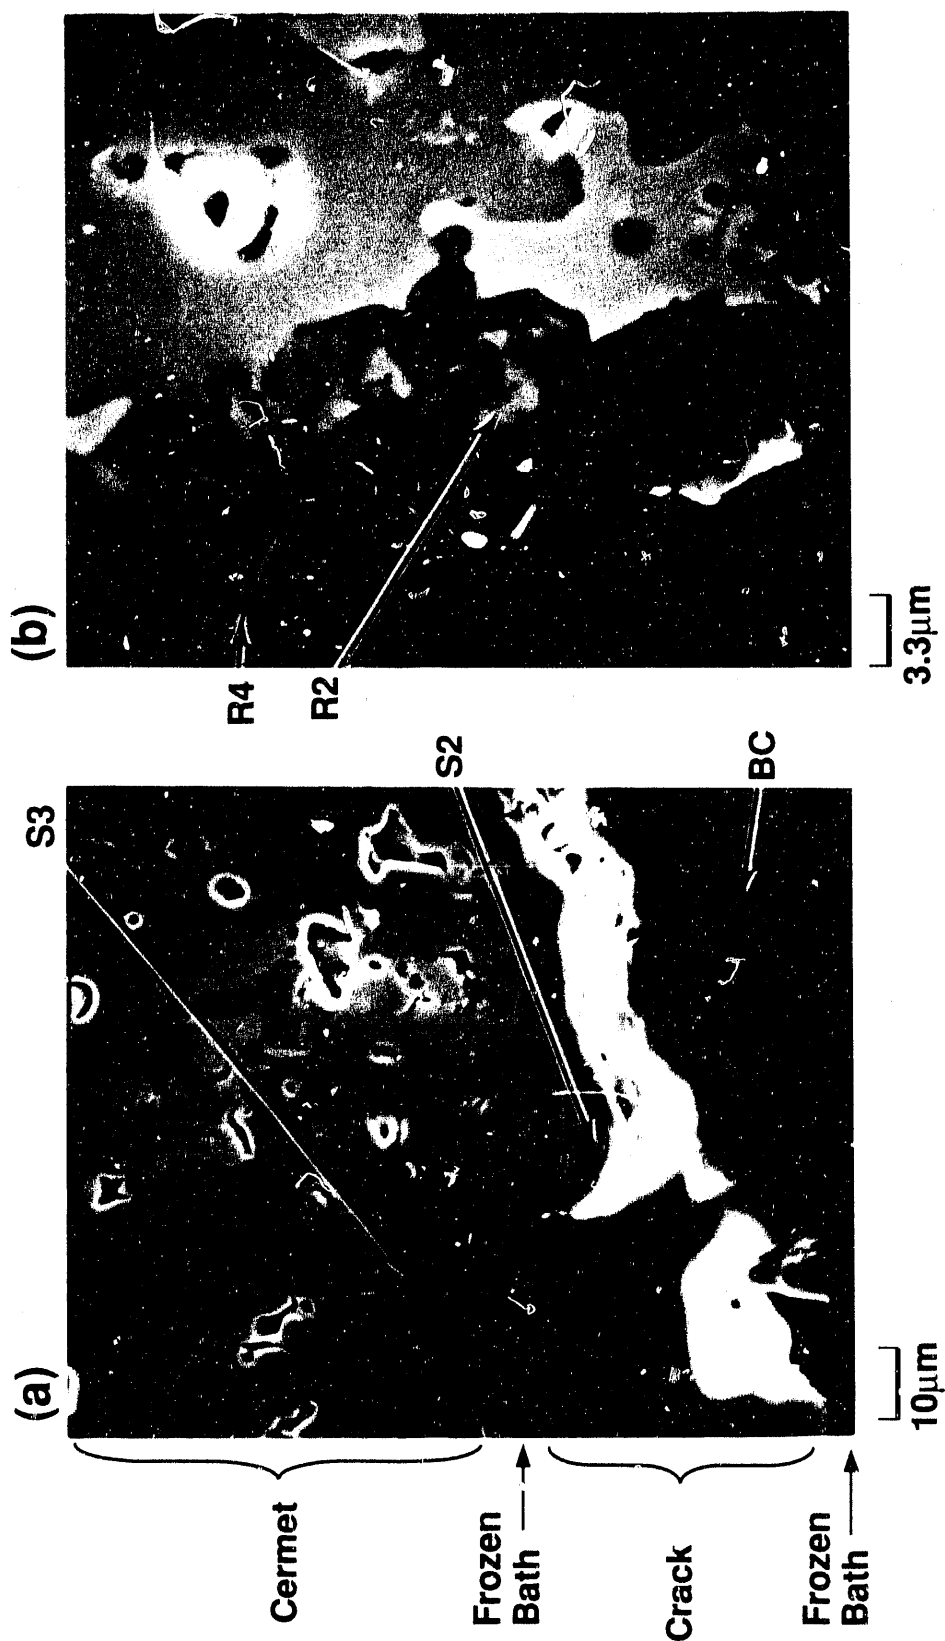 (a)
S3
Cermet
Frozen
Bath
Crack
Frozen
Bath
S2
BC
10µm
(b)
R4
R2
3.3µm